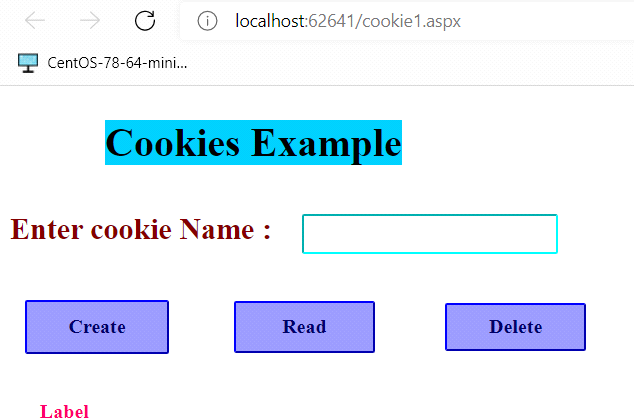 localhost:62641/cookie1.aspx
CentOS-78-64-mini...
Cookies Example
Enter cookie Name :
Create Read Delete
Label